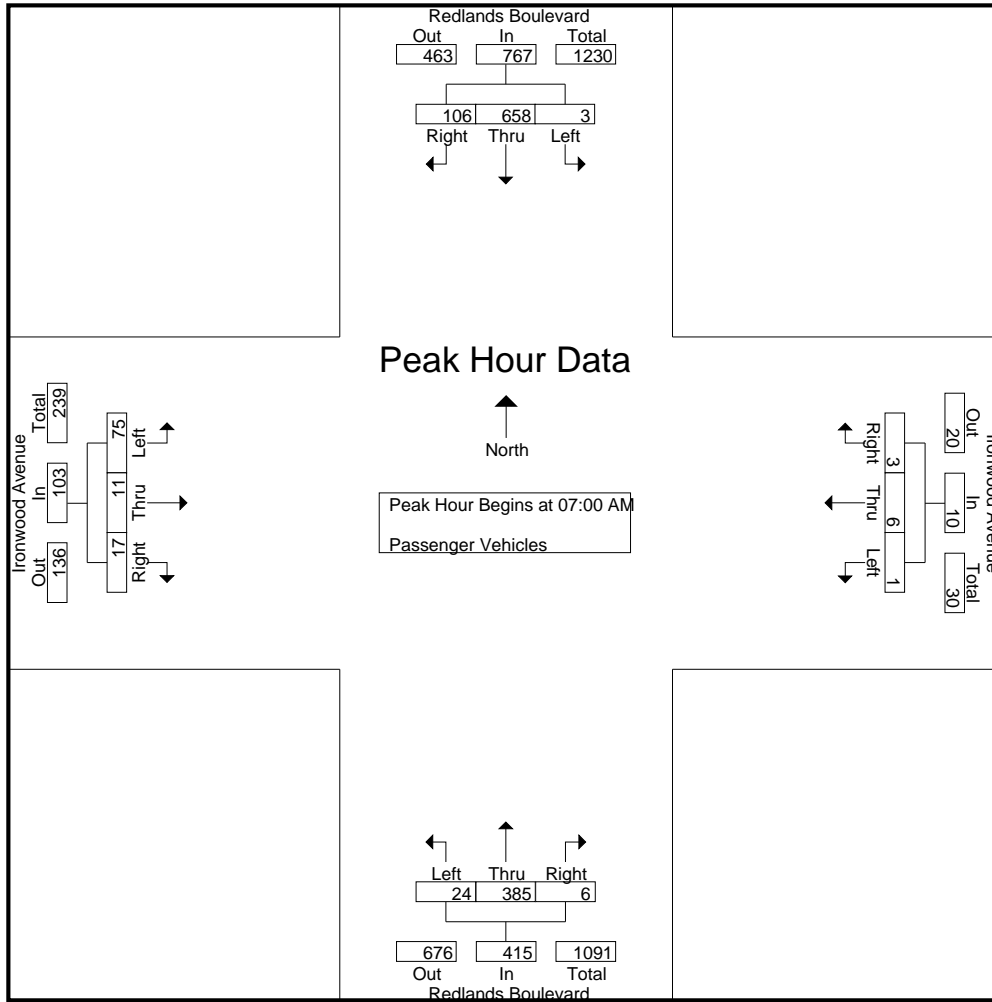 Redlands Boulevard
Out In Total
463 767 1230
106 658 3
Right Thru Left
Peak Hour Data
North
Peak Hour Begins at 07:00 AM
Passenger Vehicles
Ironwood Avenue
Total In Out
239 103 136
75 11 17
Left Thru Right
Ironwood Avenue
Out In Total
20 10 30
3 6 1
Right Thru Left
Left Thru Right
24 385 6
676 415 1091
Out In Total
Redlands Boulevard